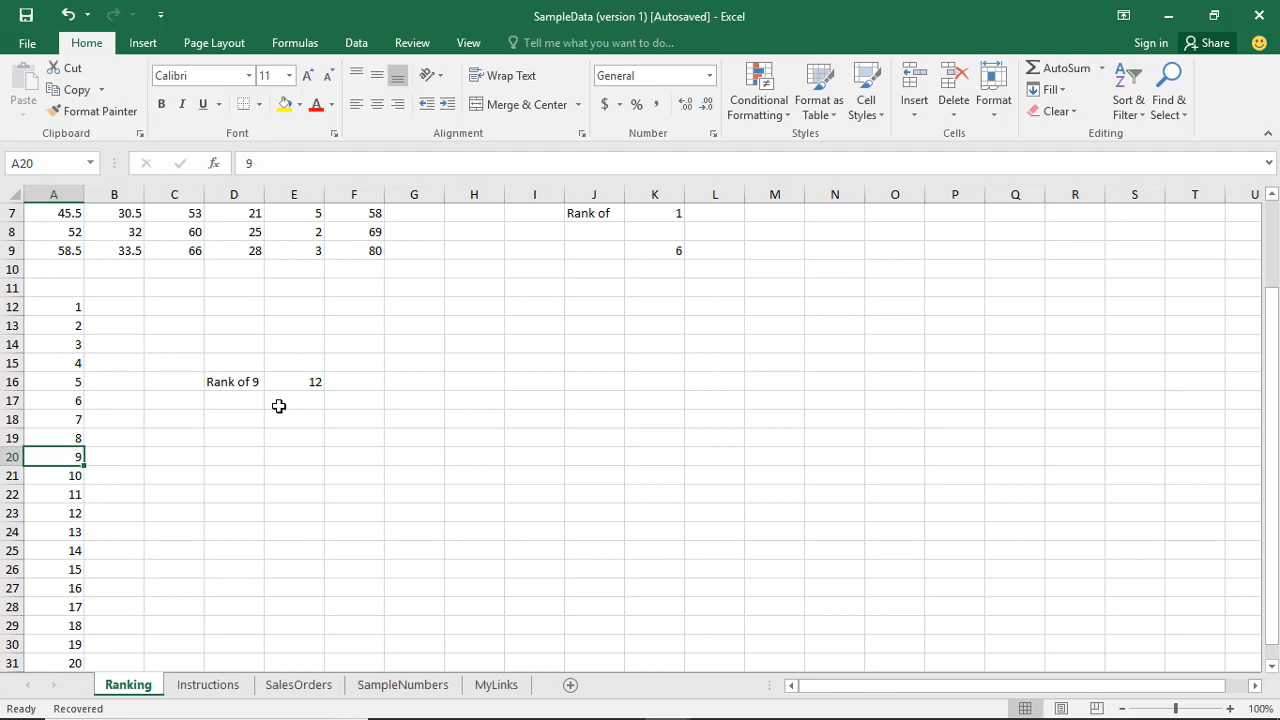 SampleData (version 1) [Autosaved] - Excel
File Home Insert Page Layout Formulas Data Review View Tell me what you want to do... Sign in Share
Paste Cut Copy Format Painter Clipboard
Calibri 11 A A B I U A Font
Wrap Text Merge & Center Alignment
General $ % , Number
Conditional Formatting Format as Table Cell Styles Styles
Insert Delete Format Cells
AutoSum Fill Clear Sort & Filter Find & Select Editing
A20 fx 9
A B C D E F G H I J K L M N O P Q R S T U
7 45.5 30.5 53 21 5 58 Rank of 1
8 52 32 60 25 2 69
9 58.5 33.5 66 28 3 80 6
10
11
12 1
13 2
14 3
15 4
16 5 Rank of 9 12
17 6
18 7
19 8
20 9
21 10
22 11
23 12
24 13
25 14
26 15
27 16
28 17
29 18
30 19
31 20
Ranking Instructions SalesOrders SampleNumbers MyLinks
Ready Recovered 100%